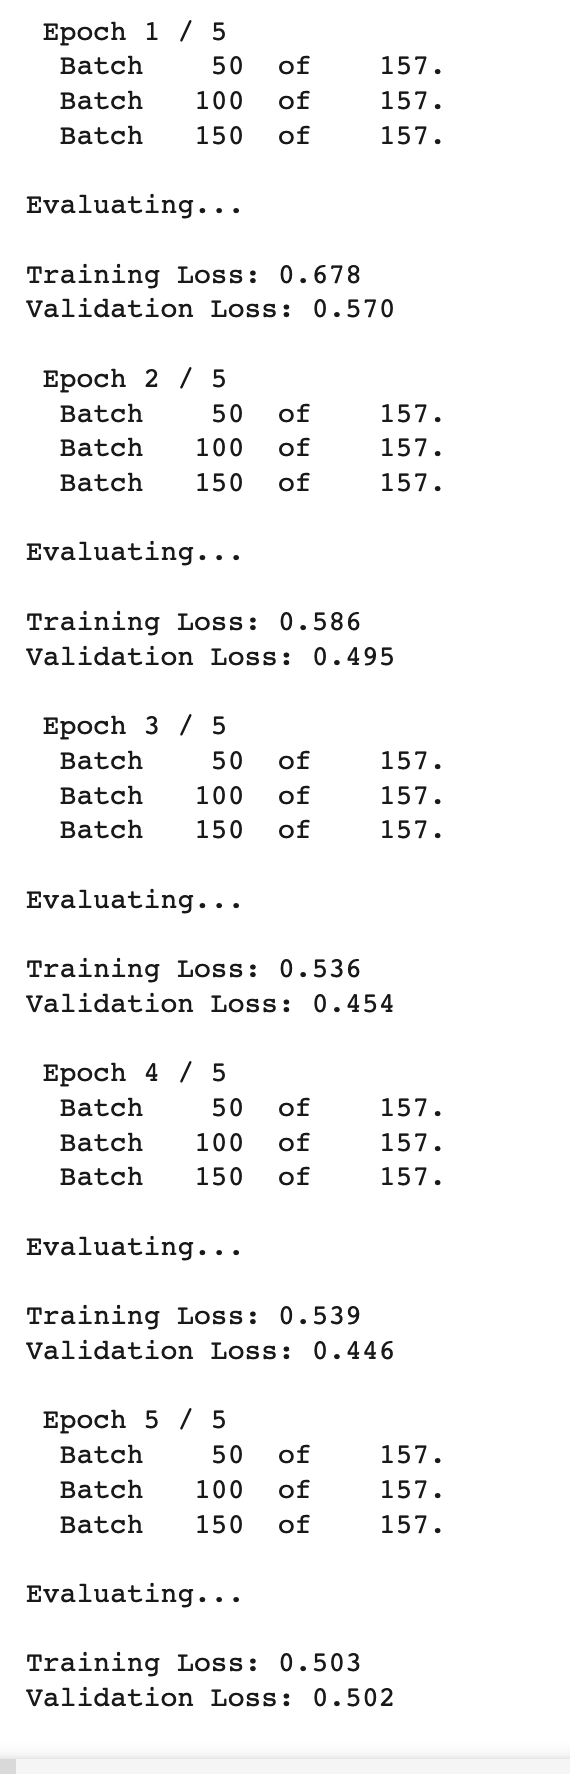 Epoch 1 / 5
Batch 50 of 157.
Batch 100 of 157.
Batch 150 of 157.
Evaluating...
Training Loss: 0.678
Validation Loss: 0.570
Epoch 2 / 5
Batch 50 of 157.
Batch 100 of 157.
Batch 150 of 157.
Evaluating...
Training Loss: 0.586
Validation Loss: 0.495
Epoch 3 / 5
Batch 50 of 157.
Batch 100 of 157.
Batch 150 of 157.
Evaluating...
Training Loss: 0.536
Validation Loss: 0.454
Epoch 4 / 5
Batch 50 of 157.
Batch 100 of 157.
Batch 150 of 157.
Evaluating...
Training Loss: 0.539
Validation Loss: 0.446
Epoch 5 / 5
Batch 50 of 157.
Batch 100 of 157.
Batch 150 of 157.
Evaluating...
Training Loss: 0.503
Validation Loss: 0.502